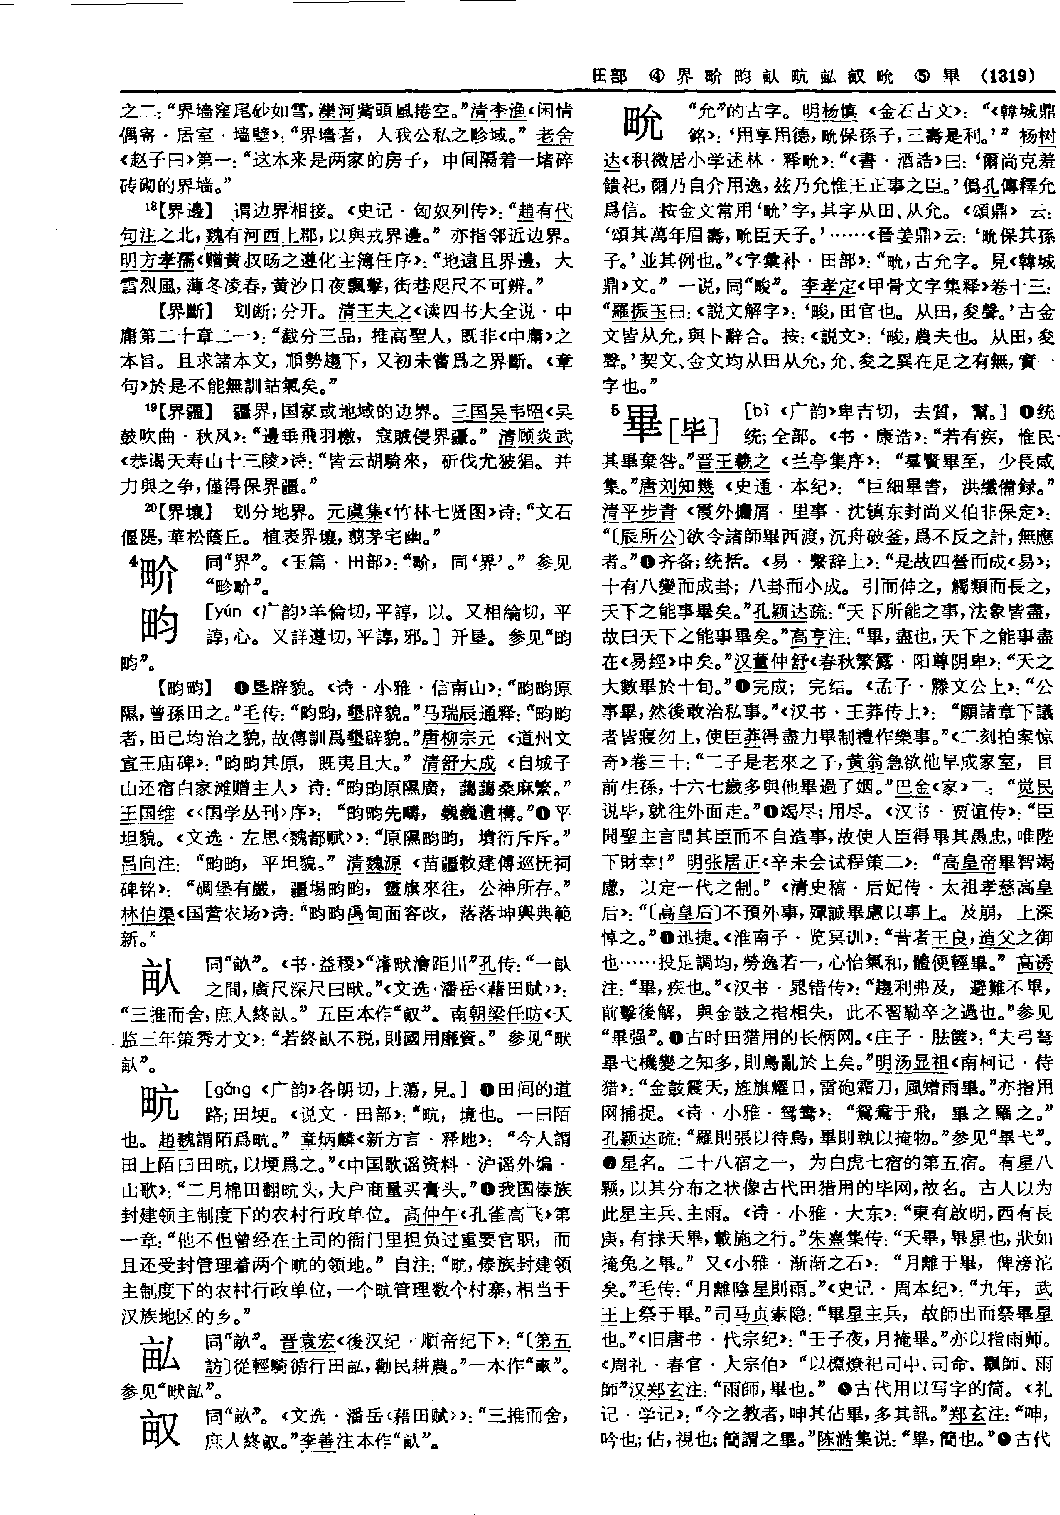 田部 ④ 界 畍 畇 畝 畃 畆 畞 畯 ⑤ 畢 (1319)
之二：“界墙窪尾砂如雪，灤河觜頭風捲空。”清李渔《闲情
偶寄·居室·墙壁》：“界墙者，人我公私之畛域。” 老舍
《赵子曰》第一：“这本来是两家的房子，中间隔着一堵碎
砖砌的界墙。”
18【界邊】 谓边界相接。《史记·匈奴列传》：“趙有代、
句注之北，魏有河西上郡，以與戎界邊。” 亦指邻近边界。
明方孝孺《赠黄叔旸之遵化主簿任序》：“地遠且界邊，大
雪烈風，薄冬凌春，黄沙日夜飄擊，街巷咫尺不可辨。”
【界斷】 划断；分开。清王夫之《读四书大全说·中
庸第二十章二一》：“截分三品，推高聖人，既非《中庸》之
本旨。且求諸本文，順勢趨下，又初未嘗爲之界斷。《章
句》於是不能無訓詁氣矣。”
19【界疆】 疆界，国家或地域的边界。三国吴韦昭《吴
鼓吹曲·秋风》：“邊垂飛羽檄，寇賊侵界疆。” 清顾炎武
《恭谒天寿山十三陵》诗：“皆云胡騎來，斫伐尤披猖。并
力與之争，僅得保界疆。”
20【界壤】 划分地界。元虞集《竹林七贤图》诗：“文石
偃蹇，華松蔭丘。植表界壤，翦茅宅幽。”
4畍 同“界”。《玉篇·田部》：“畍，同‘界’。”参见
“畛畍”。
畇 [yún 《广韵》羊倫切，平諄，以。又相倫切，平
諄，心。又詳遵切，平諄，邪。] 开垦。参见“畇
畇”。
【畇畇】 ❶垦辟貌。《诗·小雅·信南山》：“畇畇原
隰，曾孫田之。”毛传：“畇畇，墾辟貌。”马瑞辰通释：“畇畇
者，田已均治之貌，故傳訓爲墾辟貌。”唐柳宗元《道州文
宣王庙碑》：“畇畇其原，既夷且大。” 清舒大成《自城子
山还宿白家滩赠主人》诗：“畇畇原隰廣，藹藹桑麻繁。”
王国维《〈国学丛刊〉序》：“畇畇先疇，巍巍遺構。”❷平
坦貌。《文选·左思〈魏都赋〉》：“原隰畇畇，墳衍斥斥。”
吕向注：“畇畇，平坦貌。”清魏源《苗疆敕建傅巡抚祠
碑铭》：“碉堡有嚴，疆埸畇畇，靈旗來往，公神所存。”
林伯渠《国营农场》诗：“畇畇禹甸面容改，落落坤輿典範
新。”
同“畝”。《书·益稷》“濬畎澮距川”孔传：“一畝
之間，廣尺深尺曰畎。”《文选·潘岳〈藉田赋〉》：
“三推而舍，庶人終畝。”五臣本作“畞”。南朝梁任昉《天
监三年策秀才文》：“若終畝不税，則國用靡資。”参见“畎
畝”。
畖 [gǎng 《广韵》各朗切，上蕩，見。] ❶田间的道
路；田埂。《说文·田部》：“畖，境也。一曰陌
也。趙魏謂陌爲畖。”章炳麟《新方言·释地》：“今人謂
田上陌曰田畖，以埂爲之。”《中国歌谣资料·沪谣外编·
山歌》：“二月棉田翻畖头，大户商量买膏头。”❷我国傣族
封建领主制度下的农村行政单位。高仲午《孔雀高飞》第
一章：“他不但曾经在土司的衙门里担负过重要官职，而
且还受封管理着两个畖的领地。”自注：“畖，傣族封建领
主制度下的农村行政单位，一个畖管理数个村寨，相当于
汉族地区的乡。”
同“畝”。晋袁宏《後汉纪·顺帝纪下》：“〔第五
訪〕從輕騎循行田畆，勸民耕農。”一本作“畝”。
参见“畎畆”。
同“畝”。《文选·潘岳〈藉田赋〉》：“三推而舍，
庶人終畞。”李善注本作“畝”。
“允”的古字。明杨慎《金石古文》：“《韓城鼎
銘》：‘用享用德，畯保孫子，三壽是利。’”杨树
达《积微居小学述林·释畯》：“《書·酒誥》曰：‘爾尚克羞
饋祀，爾乃自介用逸，兹乃允惟王正事之臣。’僞孔傳釋允
爲信。按金文常用‘畯’字，其字从田、从允。《頌鼎》云：
‘頌其萬年眉壽，畯臣天子。’……《晋姜鼎》云：‘畯保其孫
子。’並其例也。”《字彙補·田部》：“畯，古允字。見《韓城
鼎》文。” 一说，同“畯”。李孝定《甲骨文字集释》卷十三：
“羅振玉曰：《説文解字》：‘畯，田官也。从田，夋聲。’古金
文皆从允，與卜辭合。按：《説文》：‘畯，農夫也。从田，夋
聲。’契文、金文均从田从允，允、夋之異在足之有無，實一
字也。”
5畢[毕] [bì 《广韵》卑吉切，去質，幫。] ❶统
统；全部。《书·康诰》：“若有疾，惟民
其畢棄咎。”晋王羲之《兰亭集序》：“羣賢畢至，少長咸
集。”唐刘知幾《史通·本纪》：“巨細畢書，洪纖備録。”
清平步青《霞外攟屑·里事·沈镇东封尚义伯非保定》：
“〔辰所公〕欲令諸師畢西渡，沉舟破釜，爲不反之計，無應
者。”❷齐备；统括。《易·繫辞上》：“是故四營而成《易》；
十有八變而成卦；八卦而小成。引而伸之，觸類而長之，
天下之能事畢矣。”孔颖达疏：“天下所能之事，法象皆盡，
故曰天下之能事畢矣。”高亨注：“畢，盡也，天下之能事盡
在《易經》中矣。”汉董仲舒《春秋繁露·阳尊阴卑》：“天之
大數畢於十旬。”❸完成；完结。《孟子·滕文公上》：“公
事畢，然後敢治私事。”《汉书·王莽传上》：“願諸章下議
者皆寢勿上，使臣莽得盡力畢制禮作樂事。”《二刻拍案惊
奇》卷三十：“二子是老來之了，黄翁急欲他早成家室，目
前生孫，十六七歲多與他畢過了姻。”巴金《家》二：“觉民
说毕，就往外面走。”❹竭尽；用尽。《汉书·贾谊传》：“臣
聞聖主言問其臣而不自造事，故使人臣得畢其愚忠，唯陛
下財幸！”明张居正《辛未会试程策二》：“高皇帝畢智竭
慮，以定一代之制。”《清史稿·后妃传·太祖孝慈高皇
后》：“〔高皇后〕不預外事，殫誠畢慮以事上。及崩，上深
悼之。”❺迅捷。《淮南子·览冥训》：“昔者王良，造父之御
也……投足調均，勞逸若一，心怡氣和，體便輕畢。”高诱
注：“畢，疾也。”《汉书·晁错传》：“趨利弗及，避難不畢，
前擊後解，與金鼓之指相失，此不習勒卒之過也。”参见
“畢强”。❻古时田猎用的长柄网。《庄子·胠箧》：“夫弓弩
畢弋機變之知多，則鳥亂於上矣。”明汤显祖《南柯记·侍
猎》：“金鼓震天，旌旗耀日，雷砲霜刀，風矰雨畢。”亦指用
网捕捉。《诗·小雅·鸳鸯》：“鴛鴦于飛，畢之羅之。”
孔颖达疏：“羅則張以待鳥，畢則執以掩物。”参见“畢弋”。
❼星名。二十八宿之一，为白虎七宿的第五宿。有星八
颗，以其分布之状像古代田猎用的毕网，故名。古人以为
此星主兵、主雨。《诗·小雅·大东》：“東有啟明，西有長
庚，有捄天畢，載施之行。”朱熹集传：“天畢，畢星也，狀如
掩兔之畢。”又《小雅·渐渐之石》：“月離于畢，俾滂沱
矣。”毛传：“月離陰星則雨。”《史记·周本纪》：“九年，武
王上祭于畢。”司马贞索隐：“畢星主兵，故師出而祭畢星
也。”《旧唐书·代宗纪》：“壬子夜，月掩畢。”亦以指雨师。
《周礼·春官·大宗伯》“以槱燎祀司中、司命、飌師、雨
師”汉郑玄注：“雨師，畢也。” ❽古代用以写字的简。《礼
记·学记》：“今之教者，呻其佔畢，多其訊。”郑玄注：“呻，
吟也；佔，視也；簡謂之畢。”陈澔集说：“畢，簡也。”❾古代